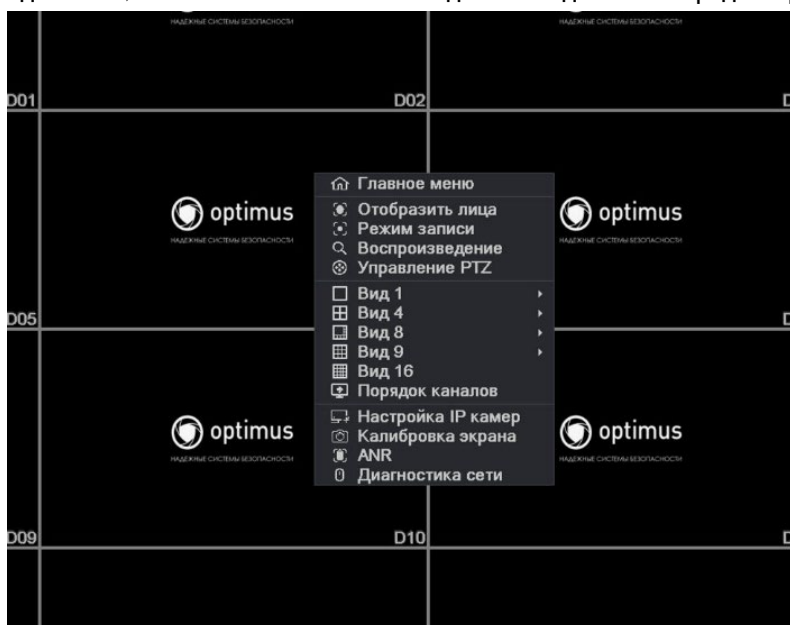 НАДЕЖНЫЕ СИСТЕМЫ БЕЗОПАСНОСТИ
НАДЕЖНЫЕ СИСТЕМЫ БЕЗОПАСНОСТИ
D01
D02
Главное меню
optimus
НАДЕЖНЫЕ СИСТЕМЫ БЕЗОПАСНОСТИ
Отобразить лица
Режим записи
Воспроизведение
Управление PTZ
optimus
НАДЕЖНЫЕ СИСТЕМЫ БЕЗОПАСНОСТИ
Вид 1
Вид 4
D05
Вид 8
Вид 9
Вид 16
Порядок каналов
optimus
НАДЕЖНЫЕ СИСТЕМЫ БЕЗОПАСНОСТИ
Настройка IP камер
Калибровка экрана
ANR
Диагностика сети
optimus
НАДЕЖНЫЕ СИСТЕМЫ БЕЗОПАСНОСТИ
D09
D10